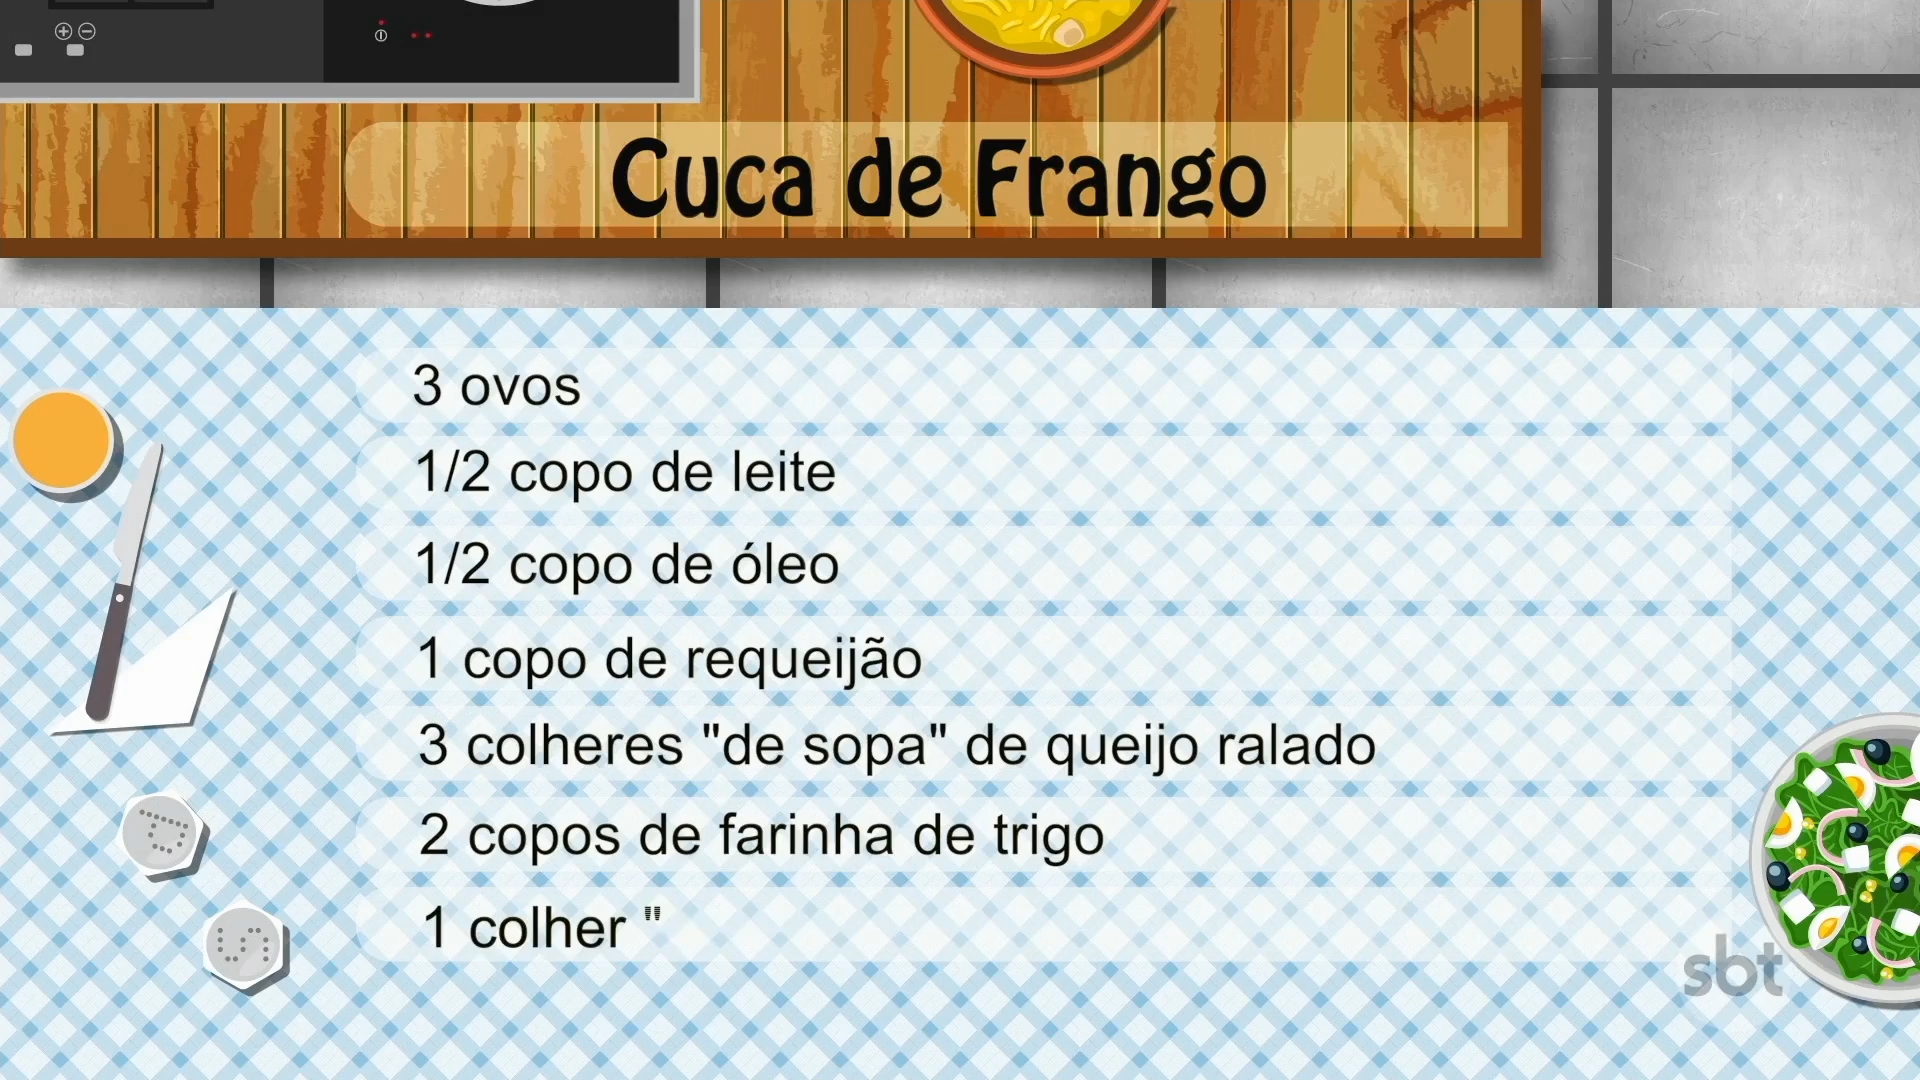 Cuca de Frango
3 ovos
1/2 copo de leite
1/2 copo de óleo
1 copo de requeijão
3 colheres "de sopa" de queijo ralado
2 copos de farinha de trigo
1 colher "
sbt